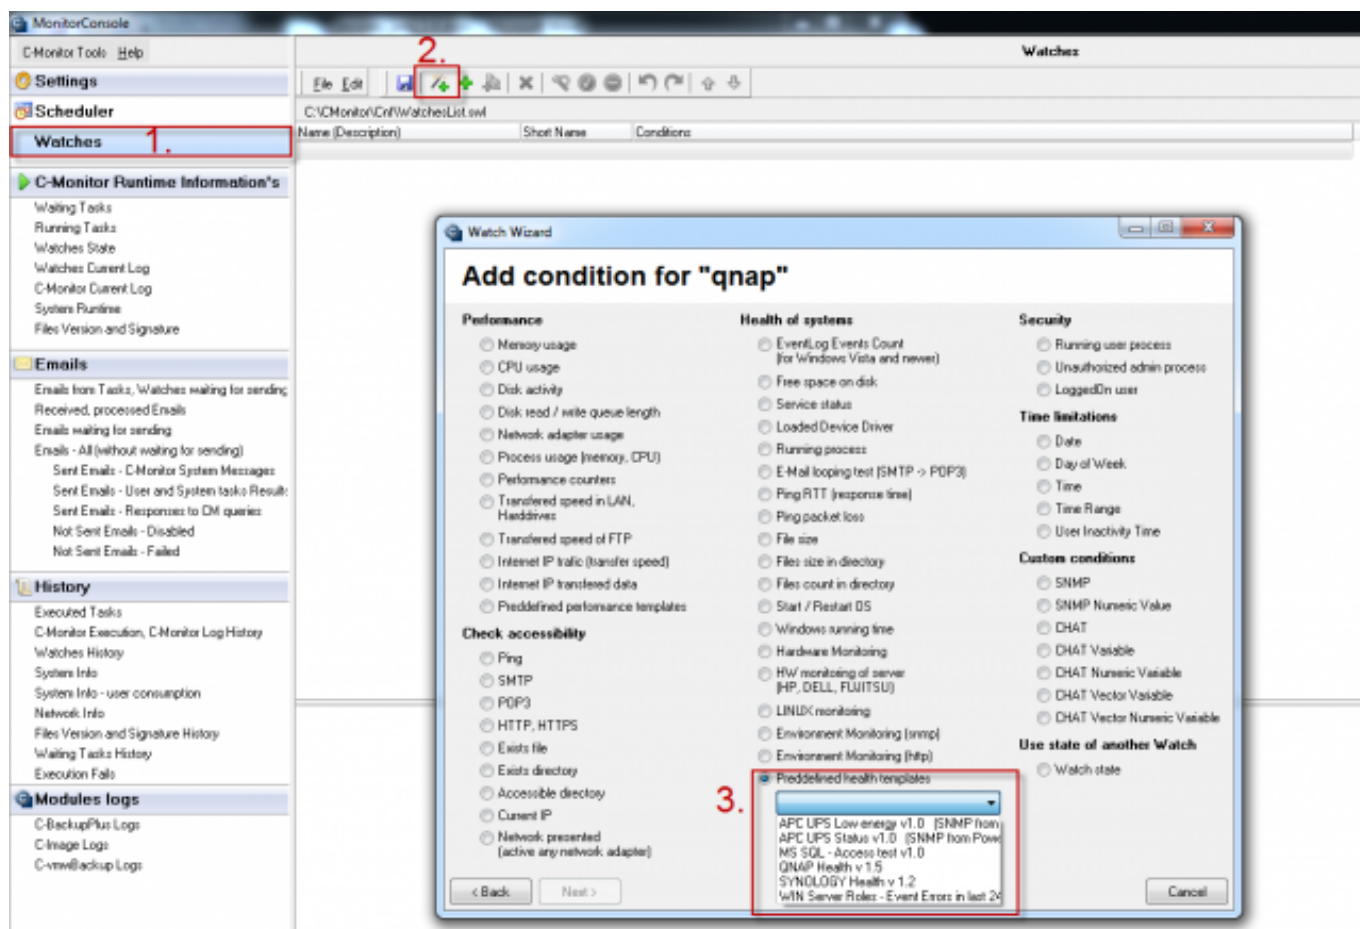 MonitorConsole
C-Monitor Tools Help
Watches
2.
Settings
File Edit
Scheduler
C:\CMonitor\Cnf\WatchesList.swl
Watches
1.
Name (Description) Short Name Conditions
C-Monitor Runtime Information's
Waiting Tasks
Running Tasks
Watches State
Watches Current Log
C-Monitor Current Log
System Runtime
Files Version and Signature
Emails
Emails from Tasks, Watches waiting for sending
Received, processed Emails
Emails waiting for sending
Emails - All (without waiting for sending)
Sent Emails - C-Monitor System Messages
Sent Emails - User and System tasks Results
Sent Emails - Responses to CM queries
Not Sent Emails - Disabled
Not Sent Emails - Failed
History
Executed Tasks
C-Monitor Execution, C-Monitor Log History
Watches History
System Info
System Info - user consumption
Network Info
Files Version and Signature History
Waiting Tasks History
Execution Fails
Modules logs
C-BackupPlus Logs
C-Image Logs
C-vmwBackup Logs
Watch Wizard
Add condition for "qnap"
Performance
Memory usage
CPU usage
Disk activity
Disk read / write queue length
Network adapter usage
Process usage (memory, CPU)
Performance counters
Transfered speed in LAN,
Harddrives
Transfered speed of FTP
Internet IP trafic (transfer speed)
Internet IP transfered data
Preddefined performance templates
Check accessibility
Ping
SMTP
POP3
HTTP, HTTPS
Exists file
Exists directory
Accessible directory
Current IP
Network presented
(active any network adapter)
Health of systems
EventLog Events Count
(for Windows Vista and newer)
Free space on disk
Service status
Loaded Device Driver
Running process
E-Mail looping test (SMTP -> POP3)
Ping RTT (response time)
Ping packet loss
File size
Files size in directory
Files count in directory
Start / Restart OS
Windows running time
Hardware Monitoring
HW monitoring of server
(HP, DELL, FUJITSU)
LINUX monitoring
Environment Monitoring (snmp)
Environment Monitoring (http)
Preddefined health templates
3.
APC UPS Low energy v1.0 (SNMP from
APC UPS Status v1.0 (SNMP from Pow
MS SQL - Access test v1.0
QNAP Health v 1.5
SYNOLOGY Health v 1.2
WIN Server Roles - Event Errors in last 24
Security
Running user process
Unauthorized admin process
LoggedOn user
Time limitations
Date
Day of Week
Time
Time Range
User Inactivity Time
Custom conditions
SNMP
SNMP Numeric Value
CHAT
CHAT Variable
CHAT Numeric Variable
CHAT Vector Variable
CHAT Vector Numeric Variable
Use state of another Watch
Watch state
< Back Next > Cancel